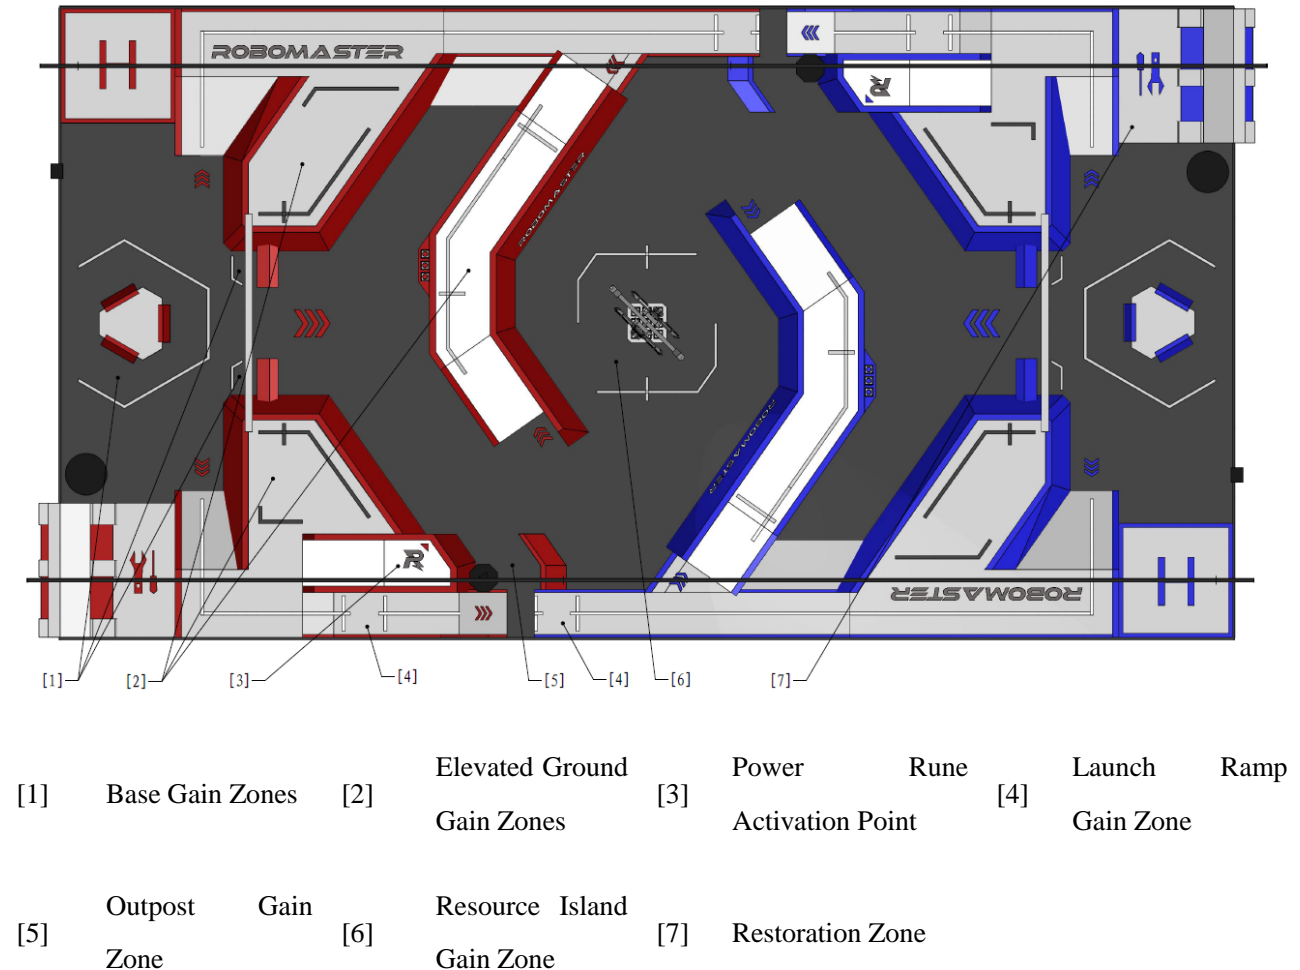 ROBOMASTER
R
ROBOMASTER
ROBOMASTER
R
ROBOMASTER
[1]
[2]
[3]
[4]
[5]
[4]
[6]
[7]
[1] Base Gain Zones [2] Elevated Ground Gain Zones [3] Power Rune Activation Point [4] Launch Ramp Gain Zone
[5] Outpost Gain Zone [6] Resource Island Gain Zone [7] Restoration Zone